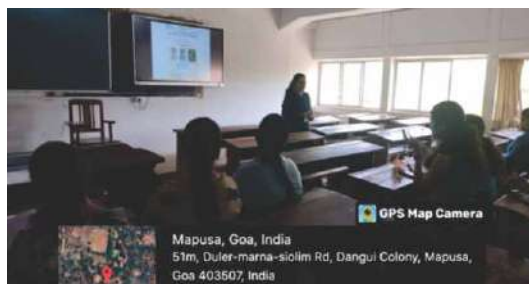 GPS Map Camera
Mapusa, Goa, India
51m, Duler-marna-siolim Rd, Dangui Colony, Mapusa,
Goa 403507, India